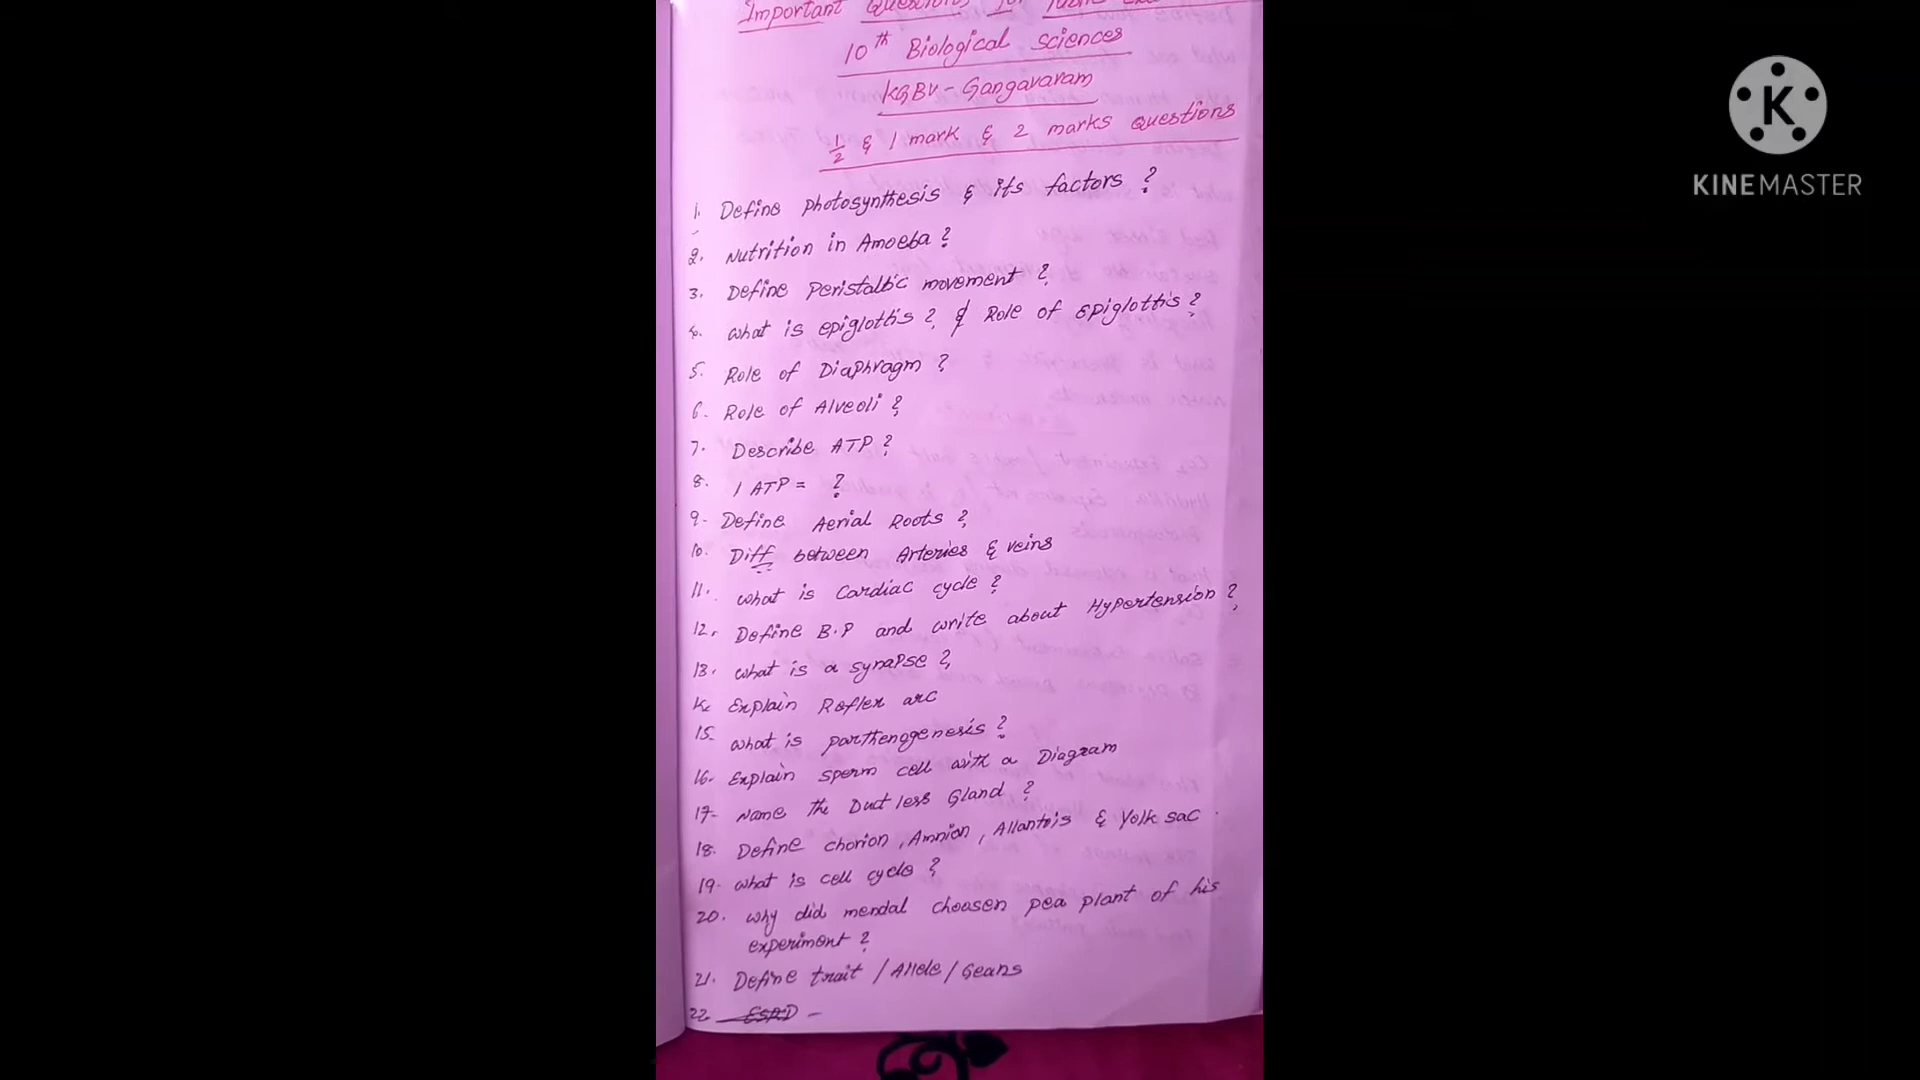 Important Questions for Public
10th Biological sciences
KGBV - Gangavaram
1/2 & 1 mark & 2 marks questions
1. Define photosynthesis & its factors ?
2. Nutrition in Amoeba ?
3. Define Peristaltic movement ?
4. What is epiglottis ? & Role of epiglottis ?
5. Role of Diaphragm ?
6. Role of Alveoli ?
7. Describe ATP ?
8. 1 ATP = ?
9. Define Aerial Roots ?
10. Diff between Arteries & veins
11. What is Cardiac cycle ?
12. Define B.P and write about Hypertension ?
13. What is a synapse ?
14. Explain Reflex arc
15. What is parthenogenesis ?
16. Explain sperm cell with a Diagram
17. Name the Duct less Gland ?
18. Define chorion, Amnion, Allantois & Yolk sac.
19. What is cell cycle ?
20. Why did mendal choosen pea plant of his
experiment ?
21. Define trait / Allele / Geans
22. ESRD -
K
KINEMASTER